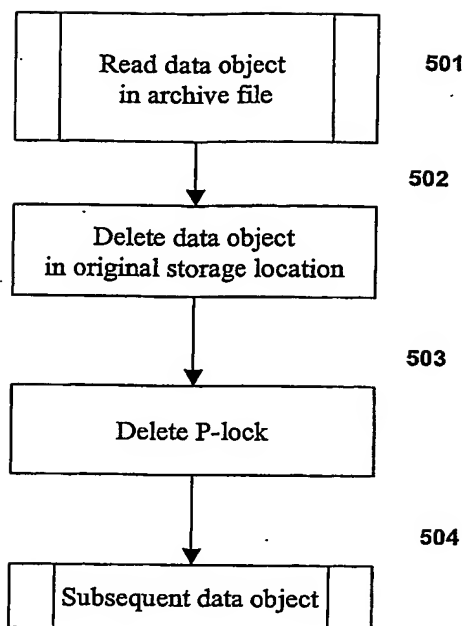 Read data object
in archive file
501
502
Delete data object
in original storage location
503
Delete P-lock
504
Subsequent data object